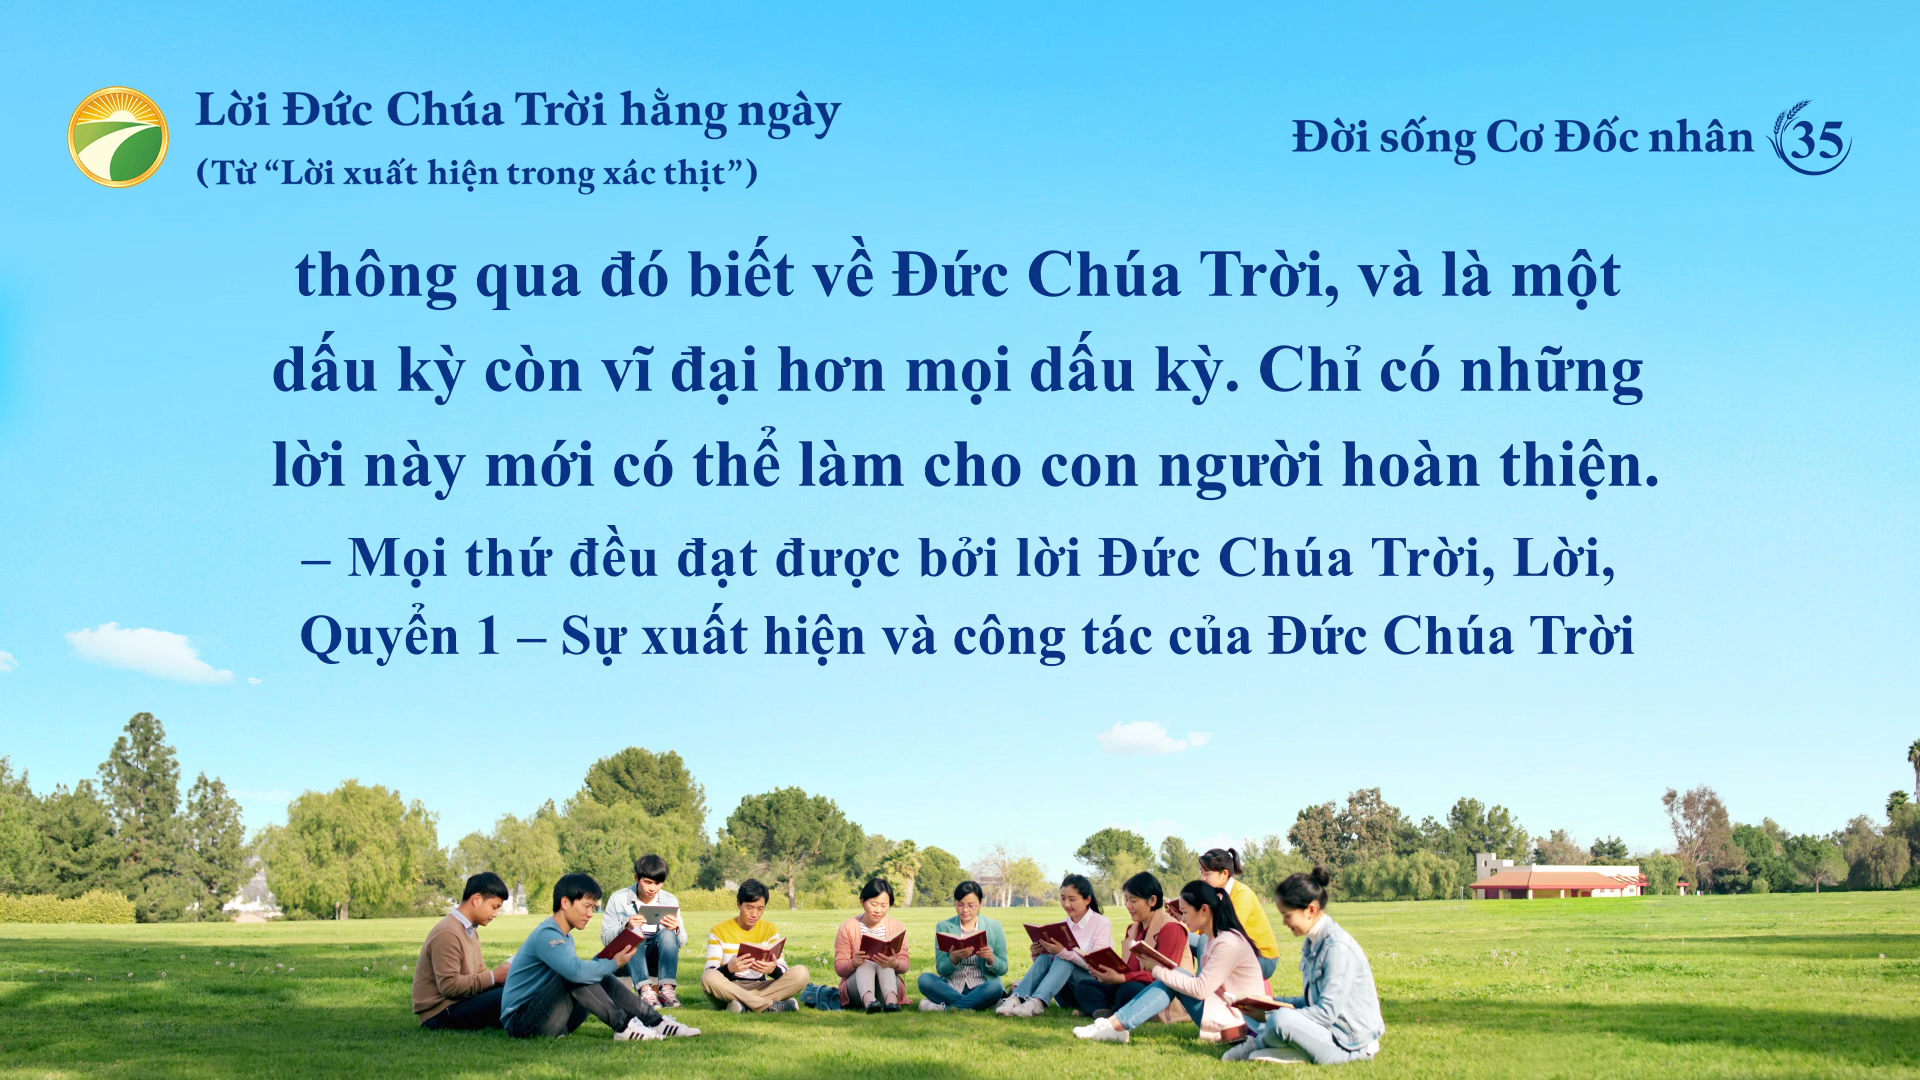 Lời Đức Chúa Trời hằng ngày
(Từ “Lời xuất hiện trong xác thịt”)
Đời sống Cơ Đốc nhân 35
thông qua đó biết về Đức Chúa Trời, và là một
dấu kỳ còn vĩ đại hơn mọi dấu kỳ. Chỉ có những
lời này mới có thể làm cho con người hoàn thiện.
– Mọi thứ đều đạt được bởi lời Đức Chúa Trời, Lời,
Quyển 1 – Sự xuất hiện và công tác của Đức Chúa Trời